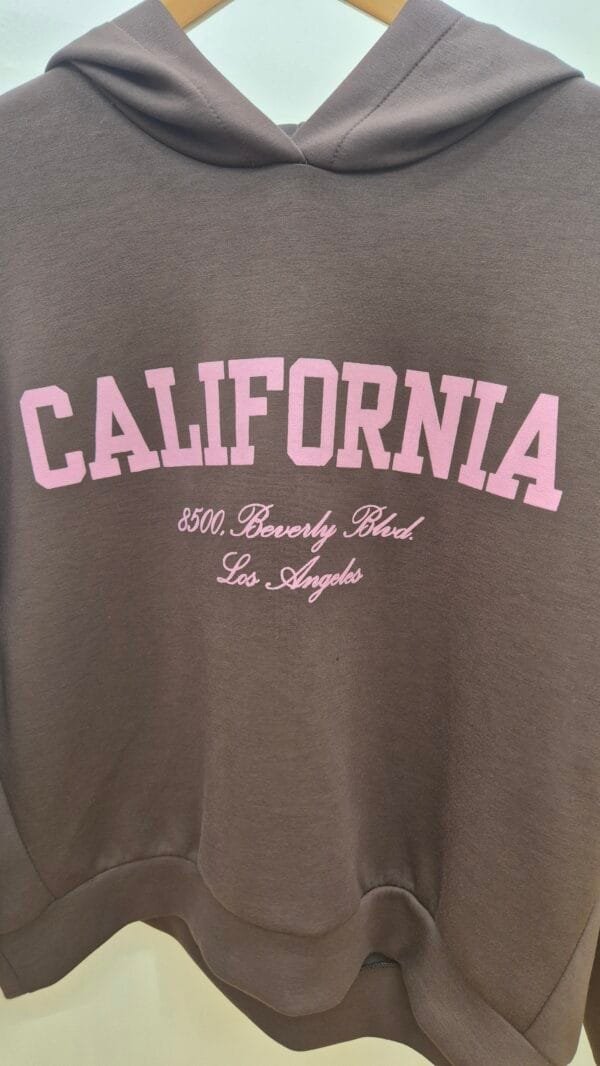 CALIFORNIA
8500, Beverly Blvd.
Los Angeles